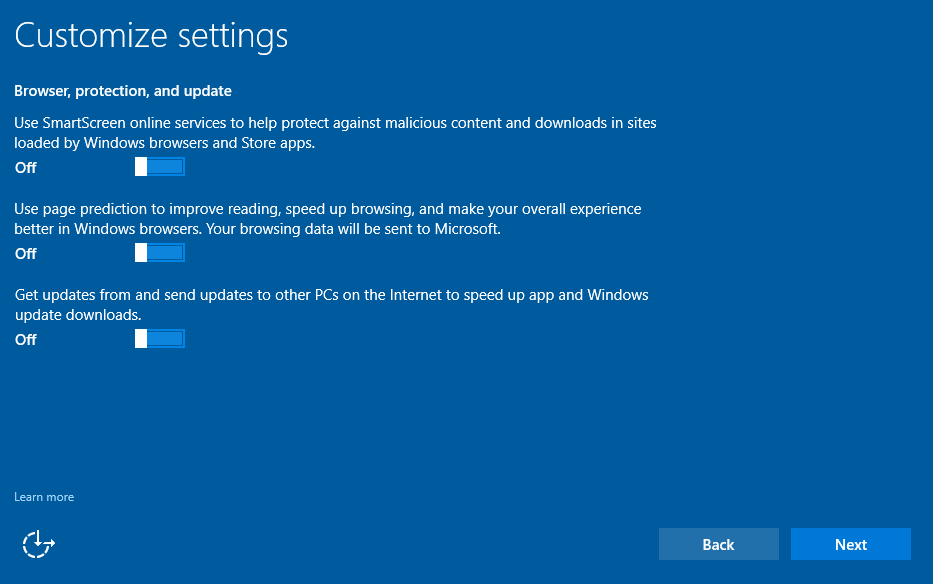 Customize settings
Browser, protection, and update
Use SmartScreen online services to help protect against malicious content and downloads in sites
loaded by Windows browsers and Store apps.
Off
Use page prediction to improve reading, speed up browsing, and make your overall experience
better in Windows browsers. Your browsing data will be sent to Microsoft.
Off
Get updates from and send updates to other PCs on the Internet to speed up app and Windows
update downloads.
Off
Learn more
Back
Next